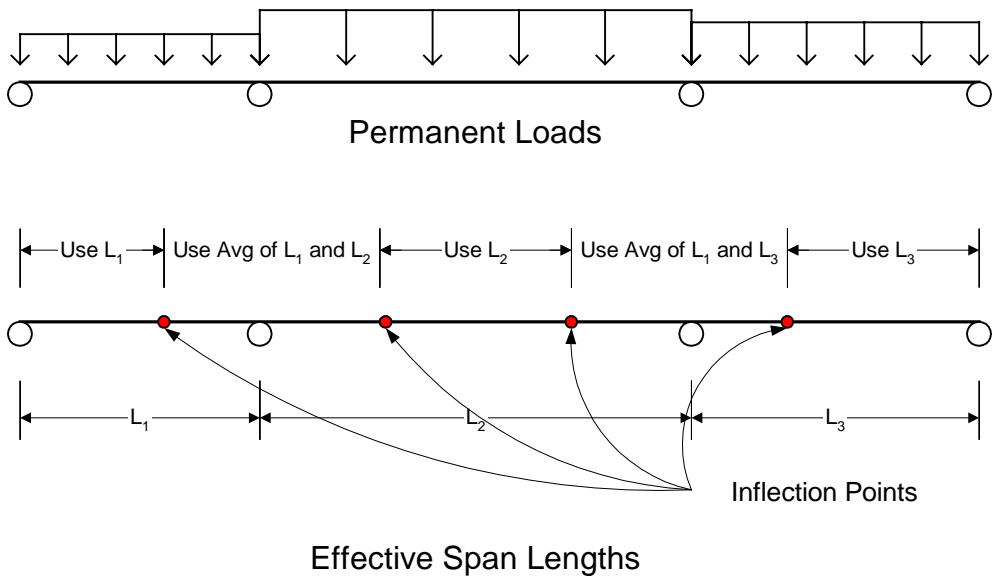 Permanent Loads
Use L₁
Use Avg of L₁ and L₂
Use L₂
Use Avg of L₁ and L₃
Use L₃
L₁
L₂
L₃
Inflection Points
Effective Span Lengths